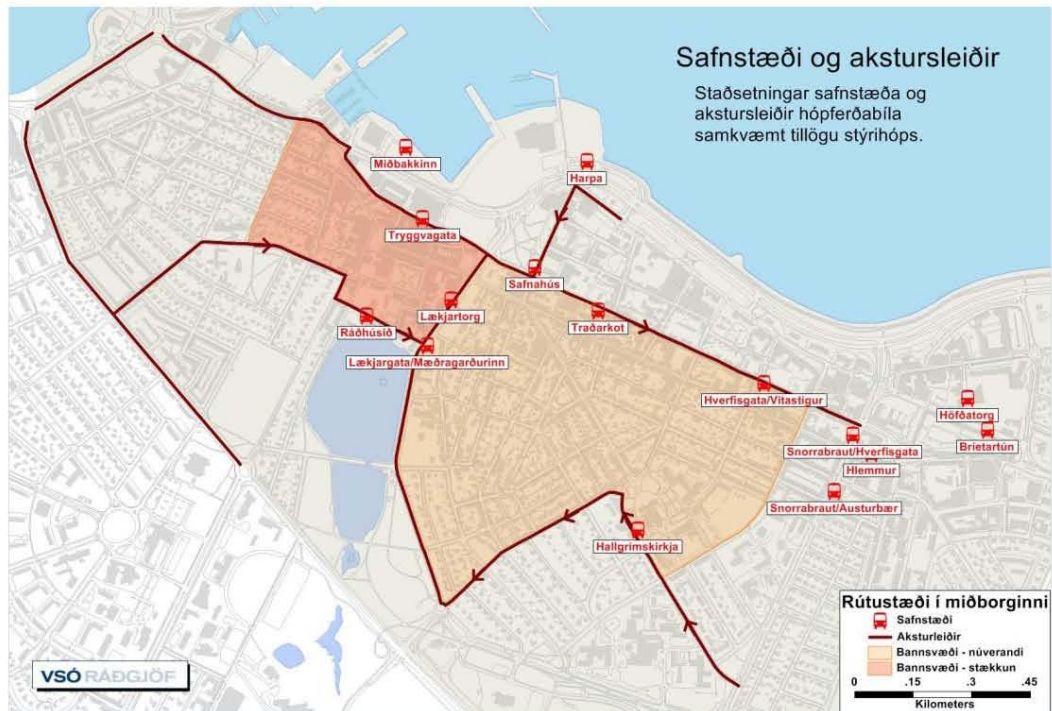 Safnstæði og akstursleiðir
Staðsetningar safnstæða og
akstursleiðir hópferðabíla
samkvæmt tillögu stýrihóps.
Miðbakkinn
Harpa
Tryggvagata
Safnahús
Lækjartorg
Traðarkot
Ráðhúsið
Lækjargata/Mæðragarðurinn
Hverfisgata/Vitastígur
Höfðatorg
Bríetartún
Snorrabraut/Hverfisgata
Hlemmur
Snorrabraut/Austurbær
Hallgrímskirkja
Rútustæði í miðborginni
Safnstæði
Aksturleiðir
Bannsvæði - núverandi
Bannsvæði - stækkun
0 .15 .3 .45
Kilometers
VSÓ RÁÐGJÖF